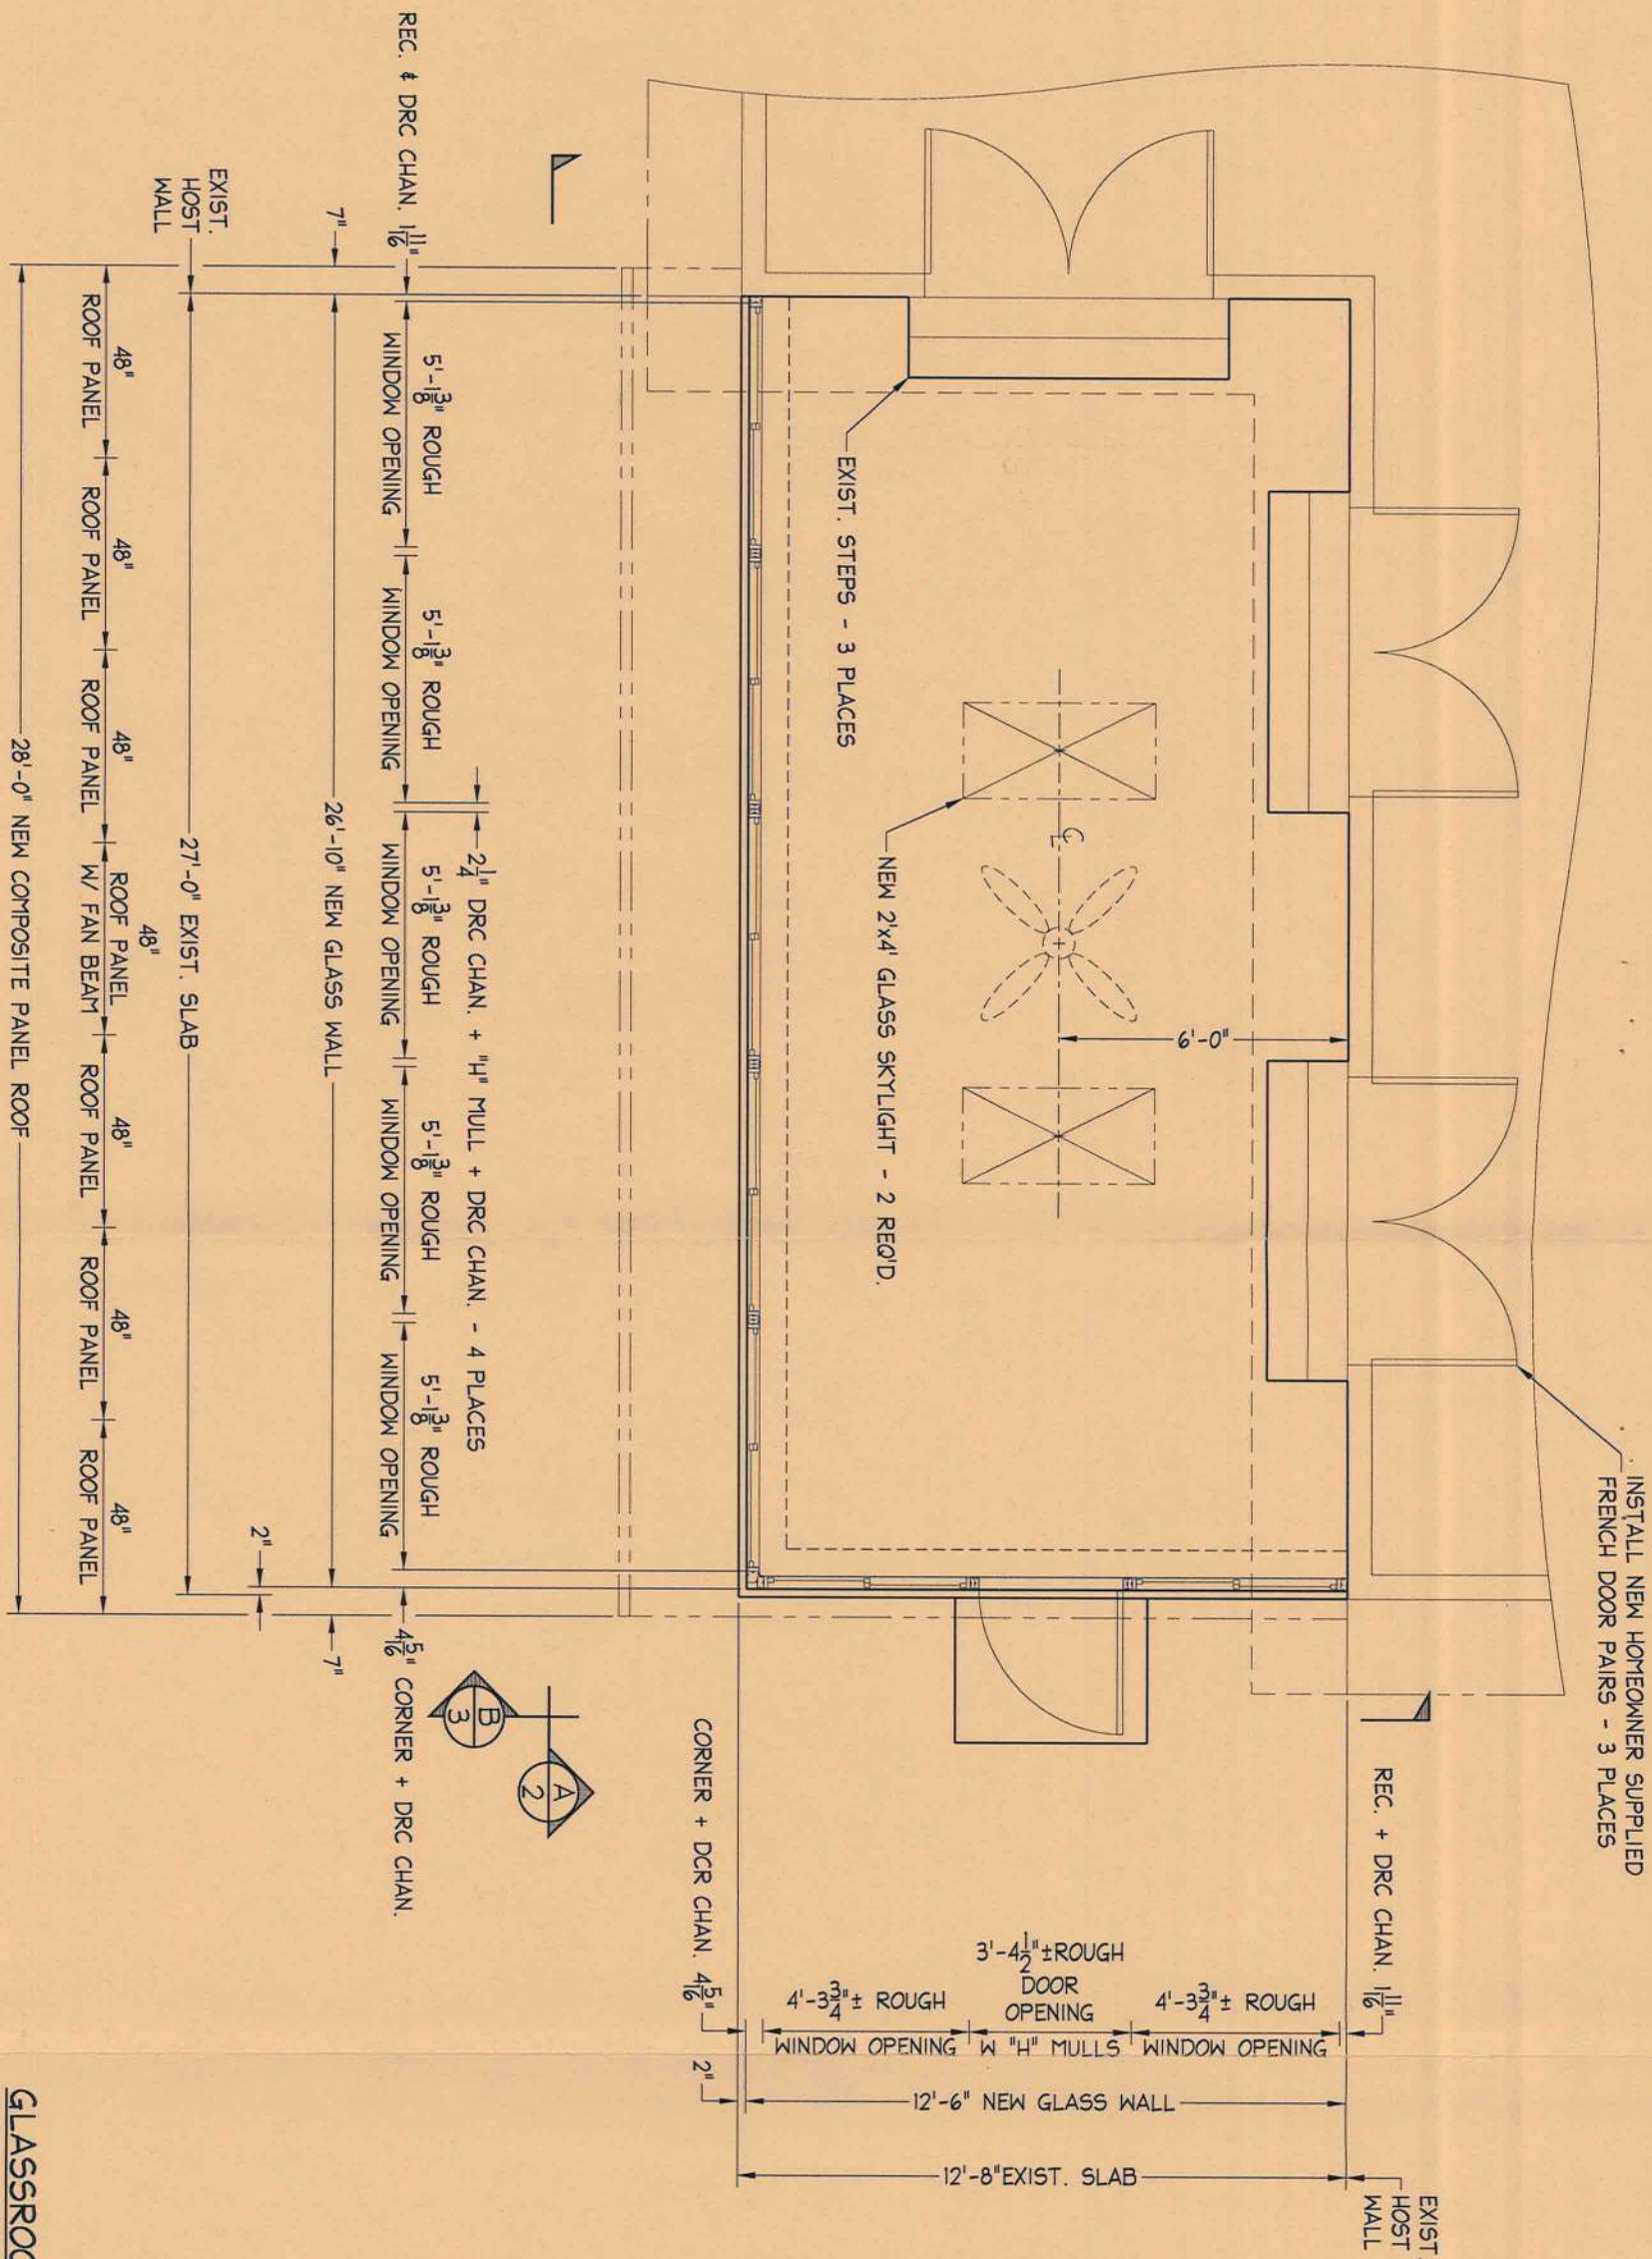 INSTALL NEW HOMEOWNER SUPPLIED
FRENCH DOOR PAIRS - 3 PLACES
EXIST.
HOST
WALL
REC. + DRC CHAN. 1 11/16"
6'-0"
EXIST. STEPS - 3 PLACES
NEW 2'x4' GLASS SKYLIGHT - 2 REQ'D.
℄
4'-3 3/4"± ROUGH
WINDOW OPENING
3'-4 1/2"±ROUGH
DOOR
OPENING
W "H" MULLS
4'-3 3/4"± ROUGH
WINDOW OPENING
12'-6" NEW GLASS WALL
12'-8"EXIST. SLAB
CORNER + DCR CHAN. 4 5/16"
2"
A
2
B
3
2 1/4" DRC CHAN. + "H" MULL + DRC CHAN. - 4 PLACES
REC. & DRC CHAN. 1 11/16"
5'-1 3/8" ROUGH
WINDOW OPENING
5'-1 3/8" ROUGH
WINDOW OPENING
5'-1 3/8" ROUGH
WINDOW OPENING
5'-1 3/8" ROUGH
WINDOW OPENING
5'-1 3/8" ROUGH
WINDOW OPENING
4 5/16" CORNER + DRC CHAN.
7"
26'-10" NEW GLASS WALL
7"
2"
EXIST.
HOST
WALL
27'-0" EXIST. SLAB
48"
ROOF PANEL
48"
ROOF PANEL
48"
ROOF PANEL
48"
ROOF PANEL
W/ FAN BEAM
48"
ROOF PANEL
48"
ROOF PANEL
48"
ROOF PANEL
28'-0" NEW COMPOSITE PANEL ROOF